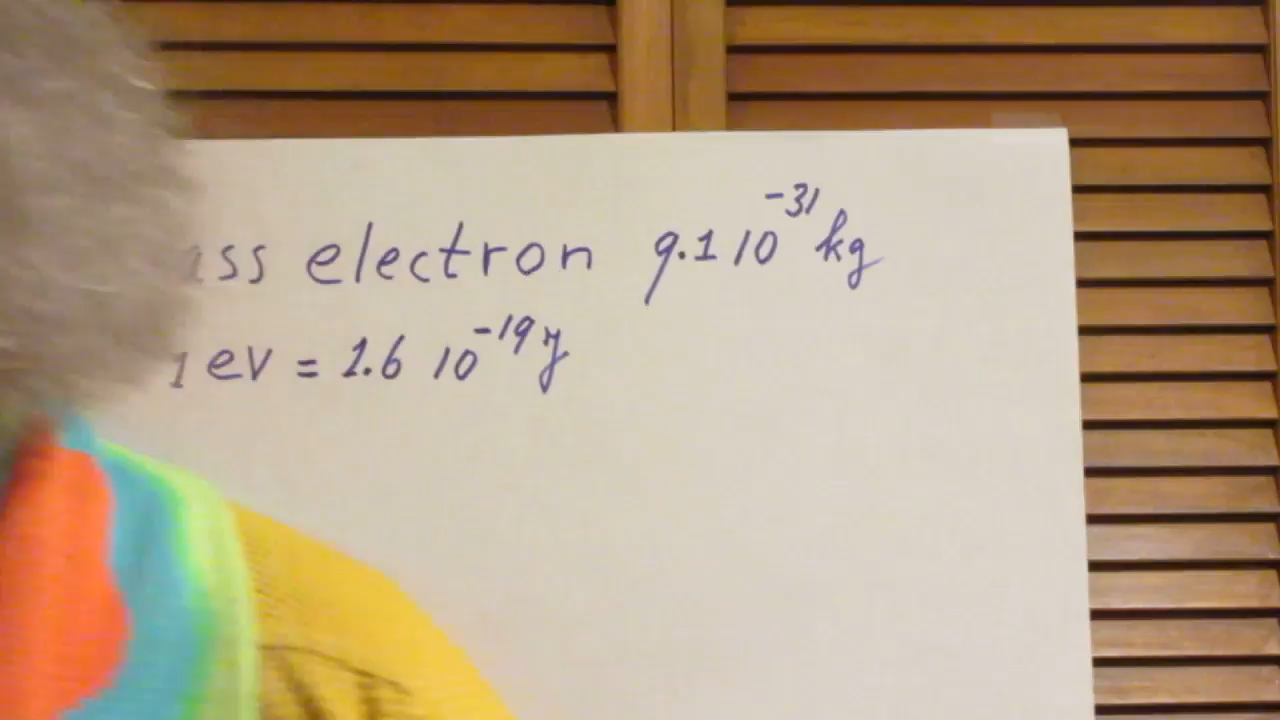 ass electron 9.1 10⁻³¹ kg
1 ev = 1.6 10⁻¹⁹ J